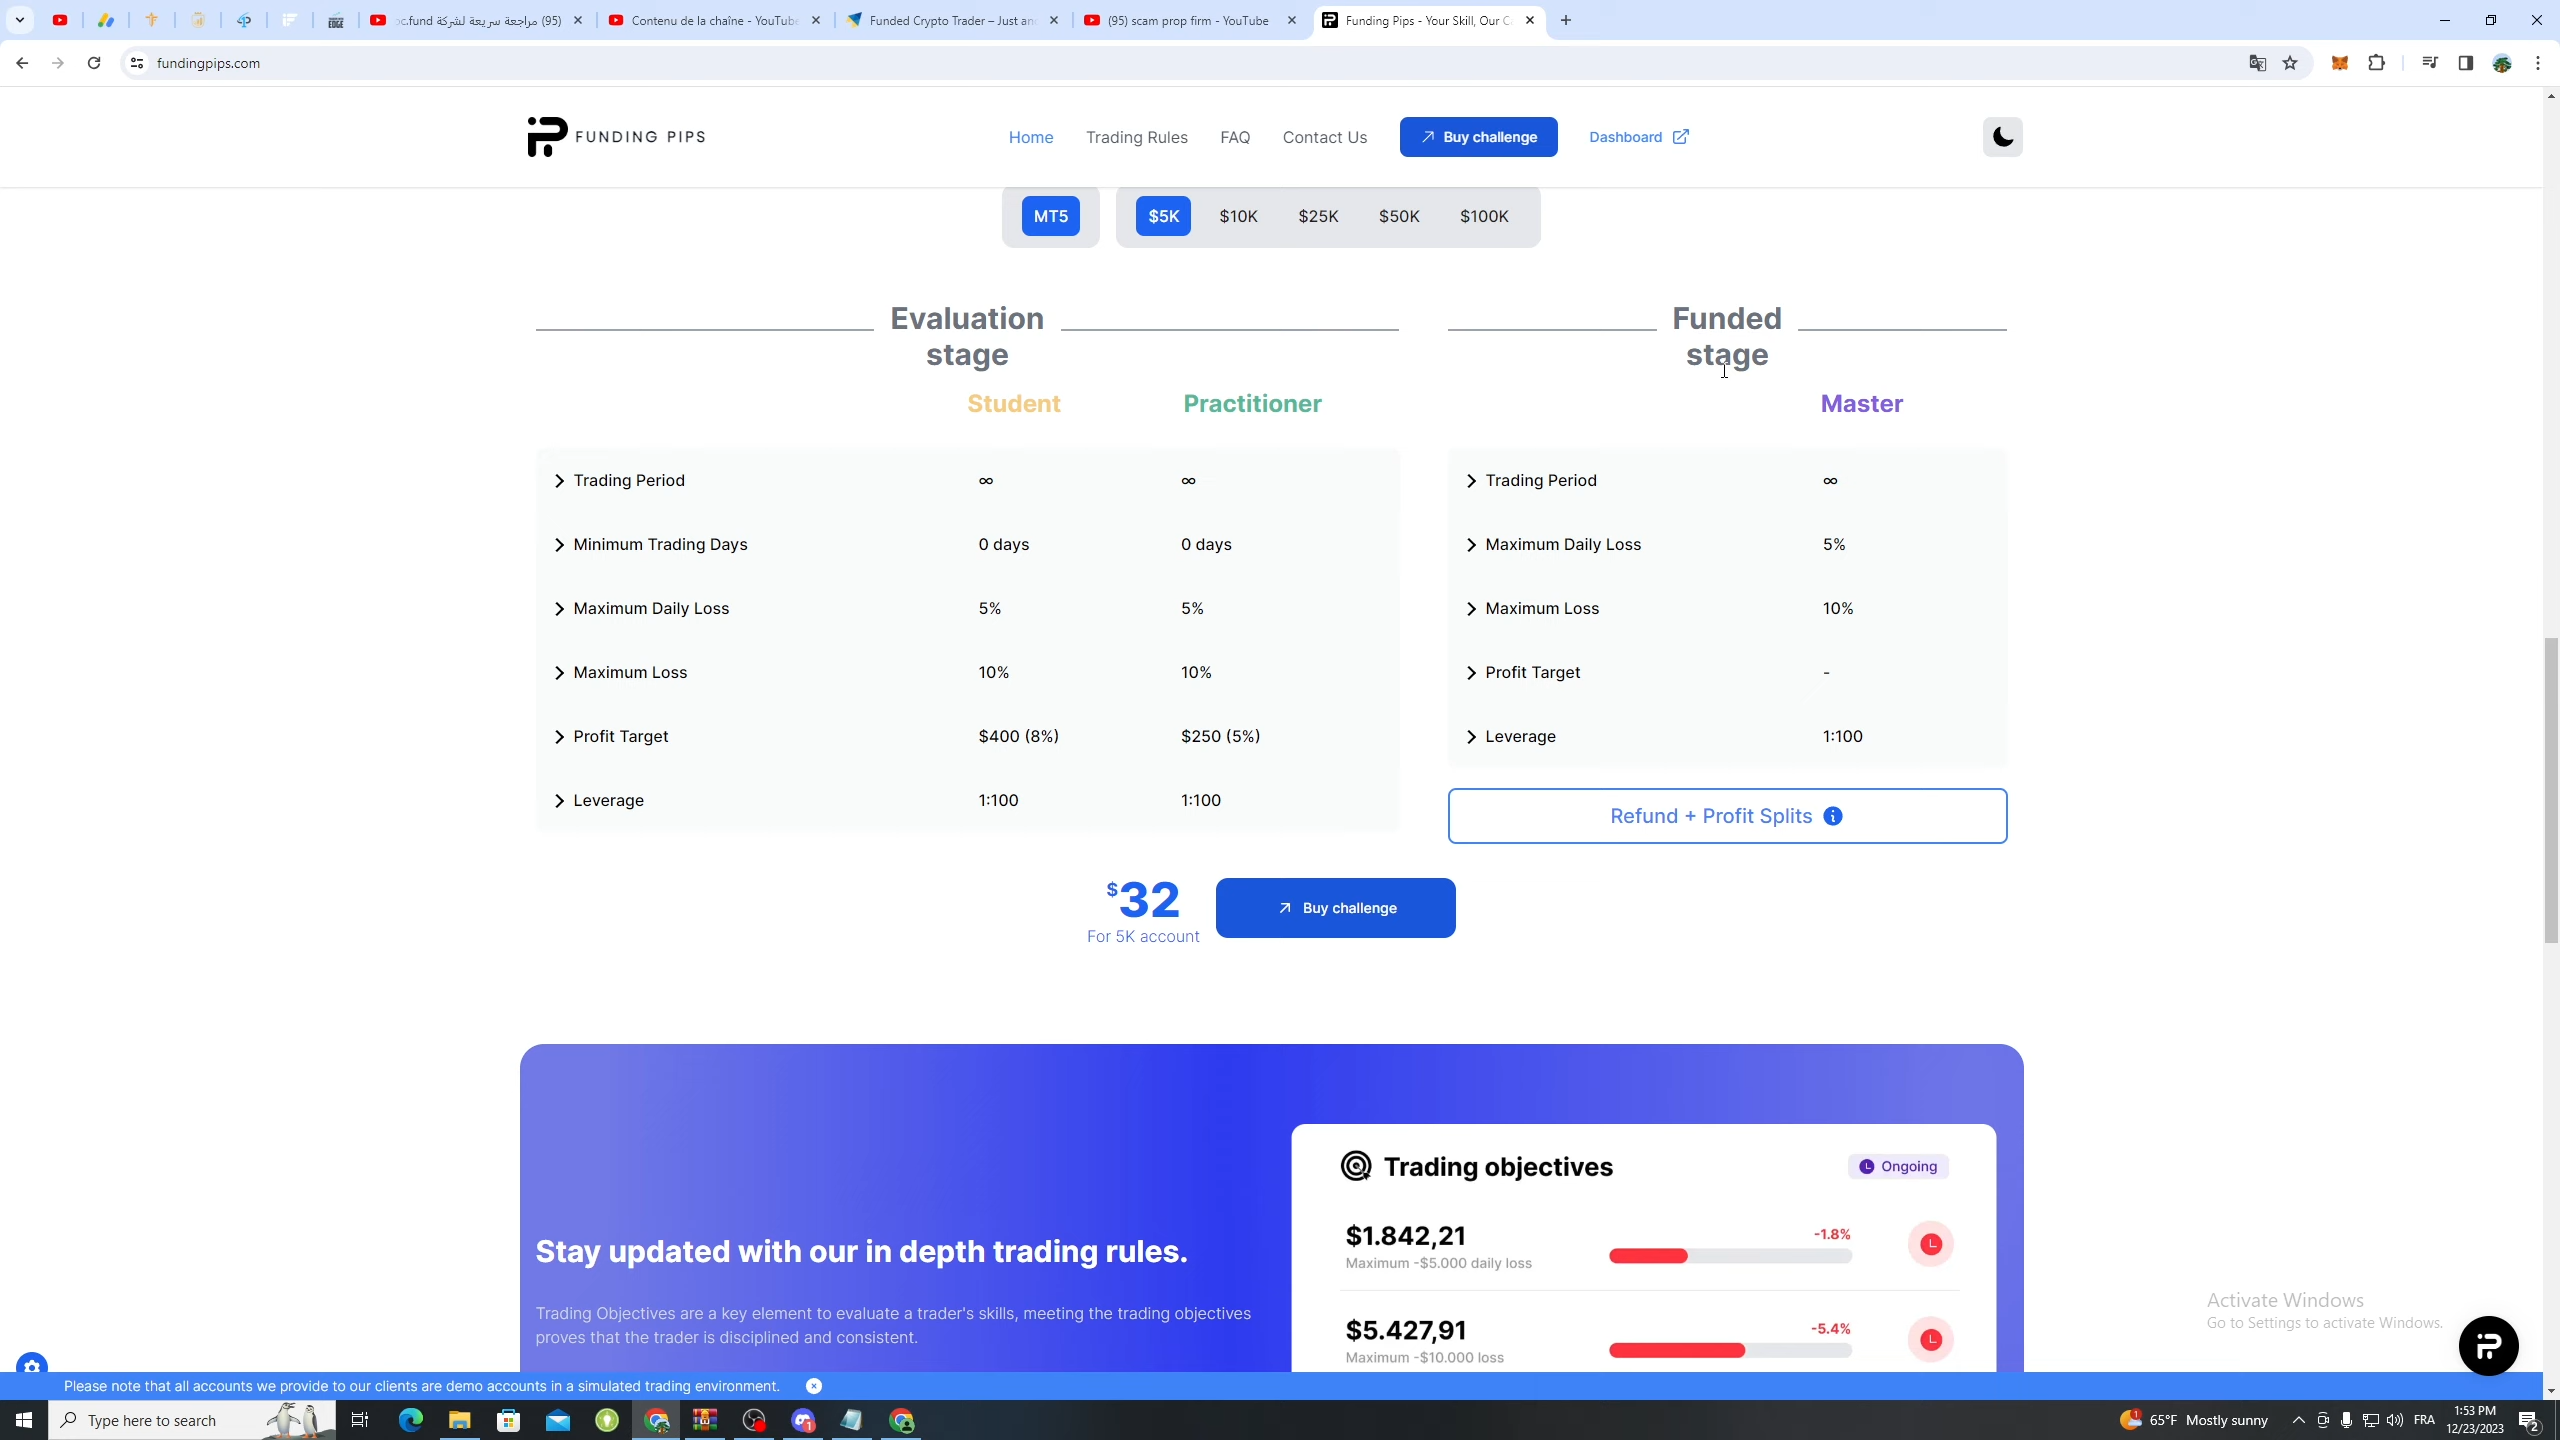 (95) مراجعة سريعة لشركة oc.fund
Contenu de la chaîne - YouTube
Funded Crypto Trader – Just an
(95) scam prop firm - YouTube
Funding Pips - Your Skill, Our C
fundingpips.com
FUNDING PIPS
Home
Trading Rules
FAQ
Contact Us
Buy challenge
Dashboard
MT5
$5K
$10K
$25K
$50K
$100K
Evaluation
stage
Funded
stage
Student
Practitioner
Master
Trading Period ∞ ∞
Minimum Trading Days 0 days 0 days
Maximum Daily Loss 5% 5%
Maximum Loss 10% 10%
Profit Target $400 (8%) $250 (5%)
Leverage 1:100 1:100
Trading Period ∞
Maximum Daily Loss 5%
Maximum Loss 10%
Profit Target -
Leverage 1:100
Refund + Profit Splits
$32
For 5K account
Buy challenge
Trading objectives
Ongoing
$1.842,21
-1.8%
Maximum -$5.000 daily loss
$5.427,91
-5.4%
Maximum -$10.000 loss
Stay updated with our in depth trading rules.
Trading Objectives are a key element to evaluate a trader's skills, meeting the trading objectives
proves that the trader is disciplined and consistent.
Activate Windows
Go to Settings to activate Windows.
Please note that all accounts we provide to our clients are demo accounts in a simulated trading environment.
Type here to search
65°F Mostly sunny
FRA
1:53 PM
12/23/2023
2